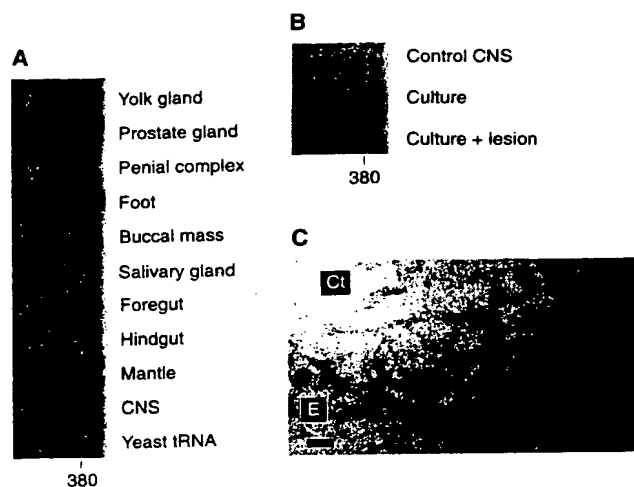 A
Yolk gland
Prostate gland
Penial complex
Foot
Buccal mass
Salivary gland
Foregut
Hindgut
Mantle
CNS
Yeast tRNA
380
B
Control CNS
Culture
Culture + lesion
380
C
Ct
E